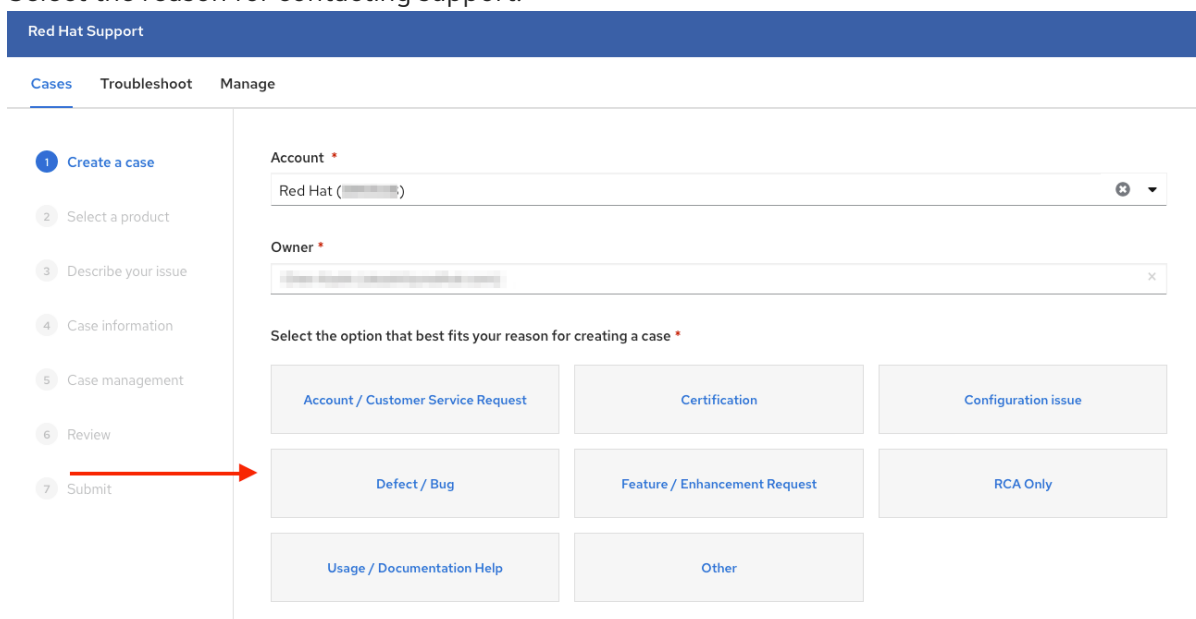 Select the reason for contacting support.
Red Hat Support
Cases Troubleshoot Manage
1 Create a case
2 Select a product
3 Describe your issue
4 Case information
5 Case management
6 Review
7 Submit
Account *
Red Hat ( )
Owner *
Select the option that best fits your reason for creating a case *
Account / Customer Service Request
Certification
Configuration issue
Defect / Bug
Feature / Enhancement Request
RCA Only
Usage / Documentation Help
Other